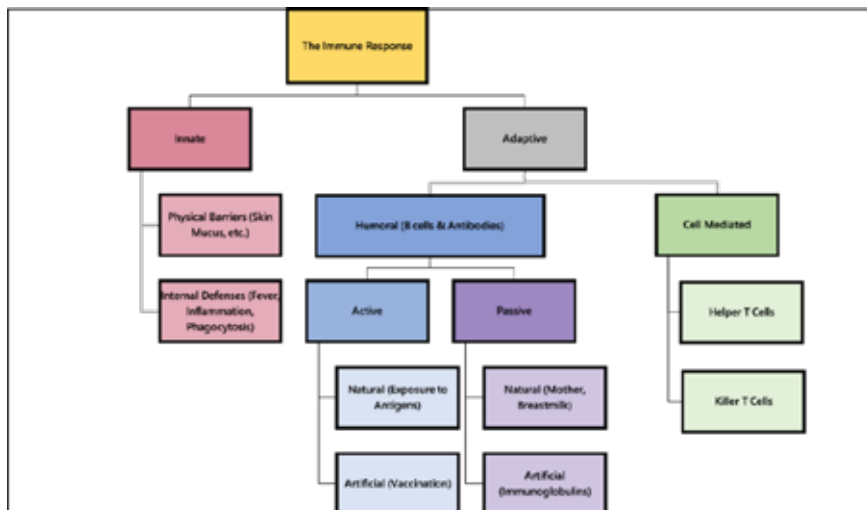 The Immune Response
Innate
Adaptive
Physical Barriers (Skin
Mucus, etc.)
Humoral (B cells & Antibodies)
Cell Mediated
Internal Defenses (Fever,
Inflammation,
Phagocytosis)
Active
Passive
Helper T Cells
Natural (Exposure to
Antigens)
Natural (Mother,
Breastmilk)
Killer T Cells
Artificial (Vaccination)
Artificial
(Immunoglobulins)